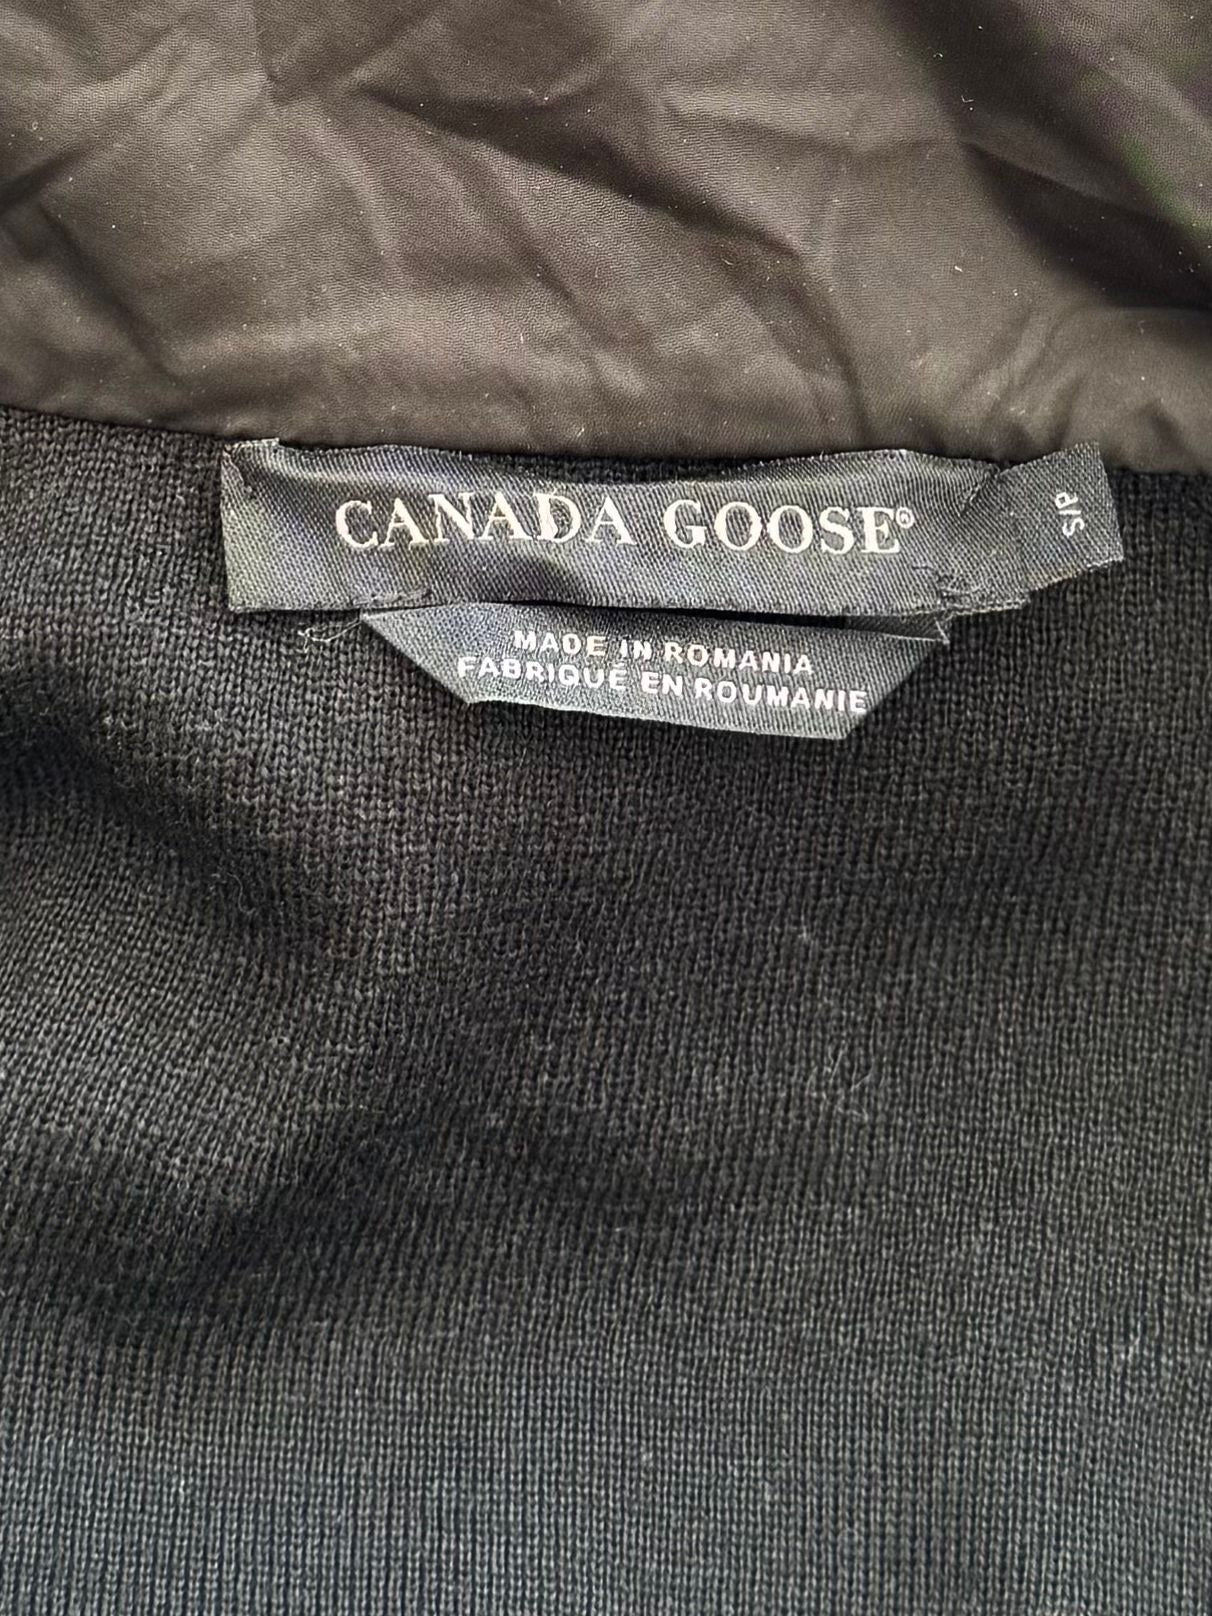 CANADA GOOSE®
S/P
MADE IN ROMANIA
FABRIQUÉ EN ROUMANIE